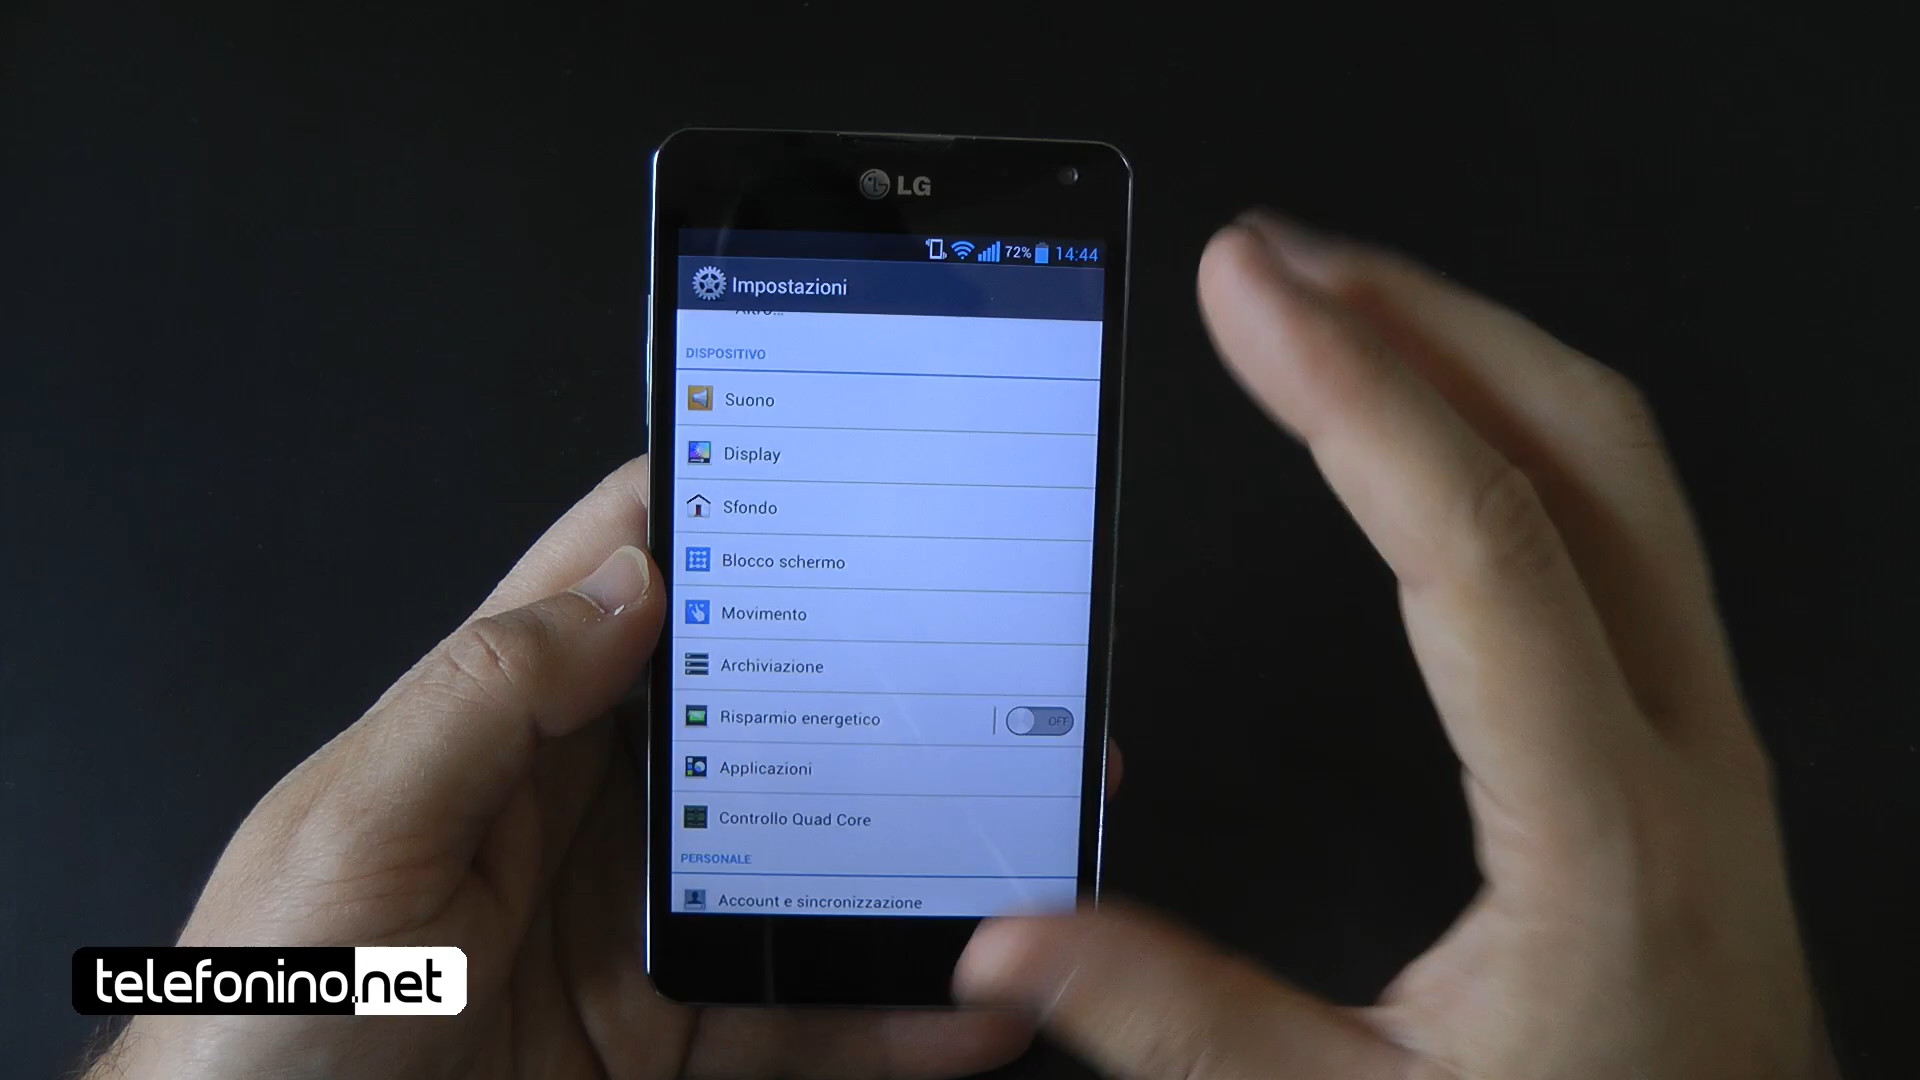 LG
72% 14:44
Impostazioni
Altro...
DISPOSITIVO
Suono
Display
Sfondo
Blocco schermo
Movimento
Archiviazione
Risparmio energetico
OFF
Applicazioni
Controllo Quad Core
PERSONALE
Account e sincronizzazione
telefonino.net